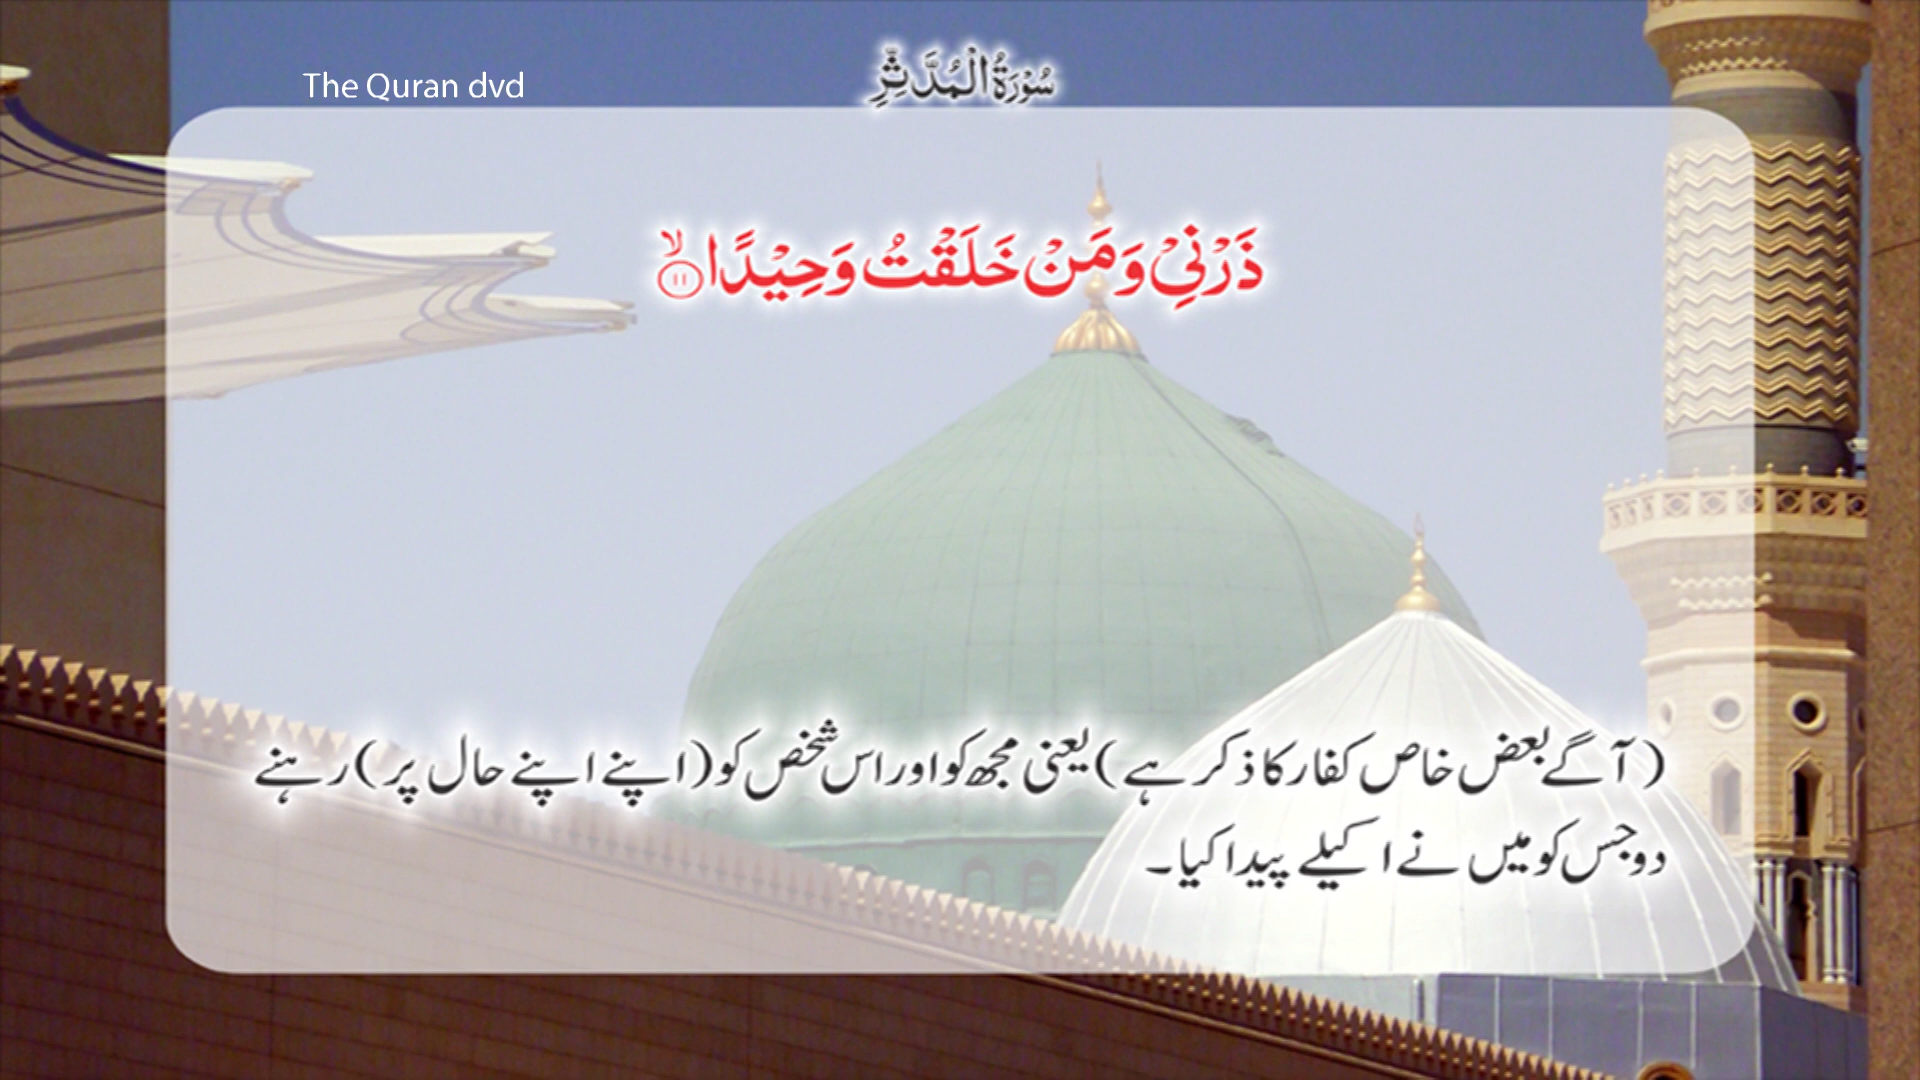 The Quran dvd
سُوْرَةُ الْمُدَّثِّرِ
ذَرْنِيْ وَمَنْ خَلَقْتُ وَحِيْدًا ۙ۝۱۱
(آگے بعض خاص کفار کا ذکر ہے) یعنی مجھ کو اور اس شخص کو (اپنے اپنے حال پر) رہنے
دو جس کو میں نے اکیلے پیدا کیا۔